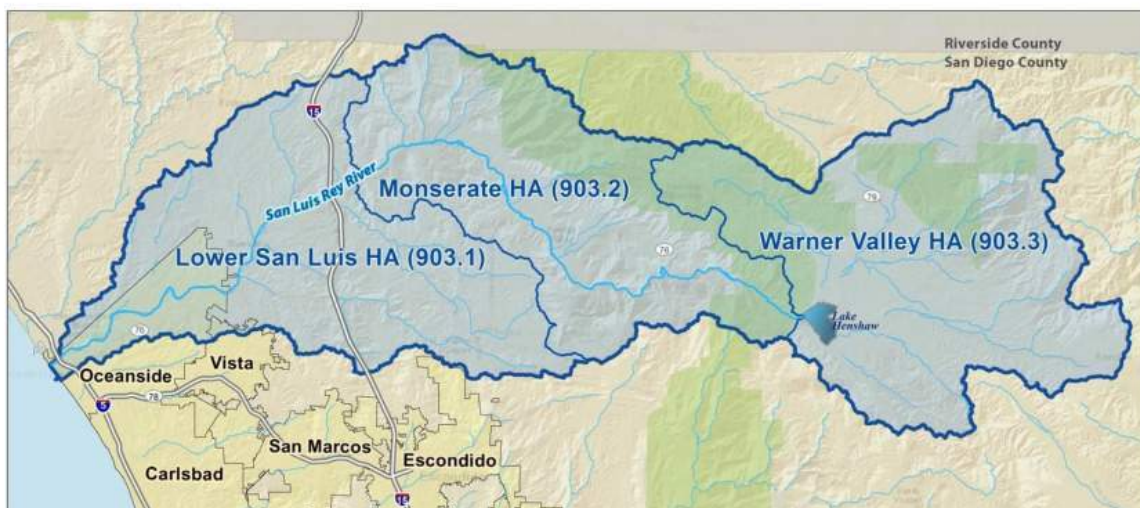 Riverside County
San Diego County
15
San Luis Rey River
Monserate HA (903.2)
76
Lower San Luis HA (903.1)
Warner Valley HA (903.3)
76
Lake
Henshaw
76
Vista
Oceanside
78
5
San Marcos
Escondido
Carlsbad
15